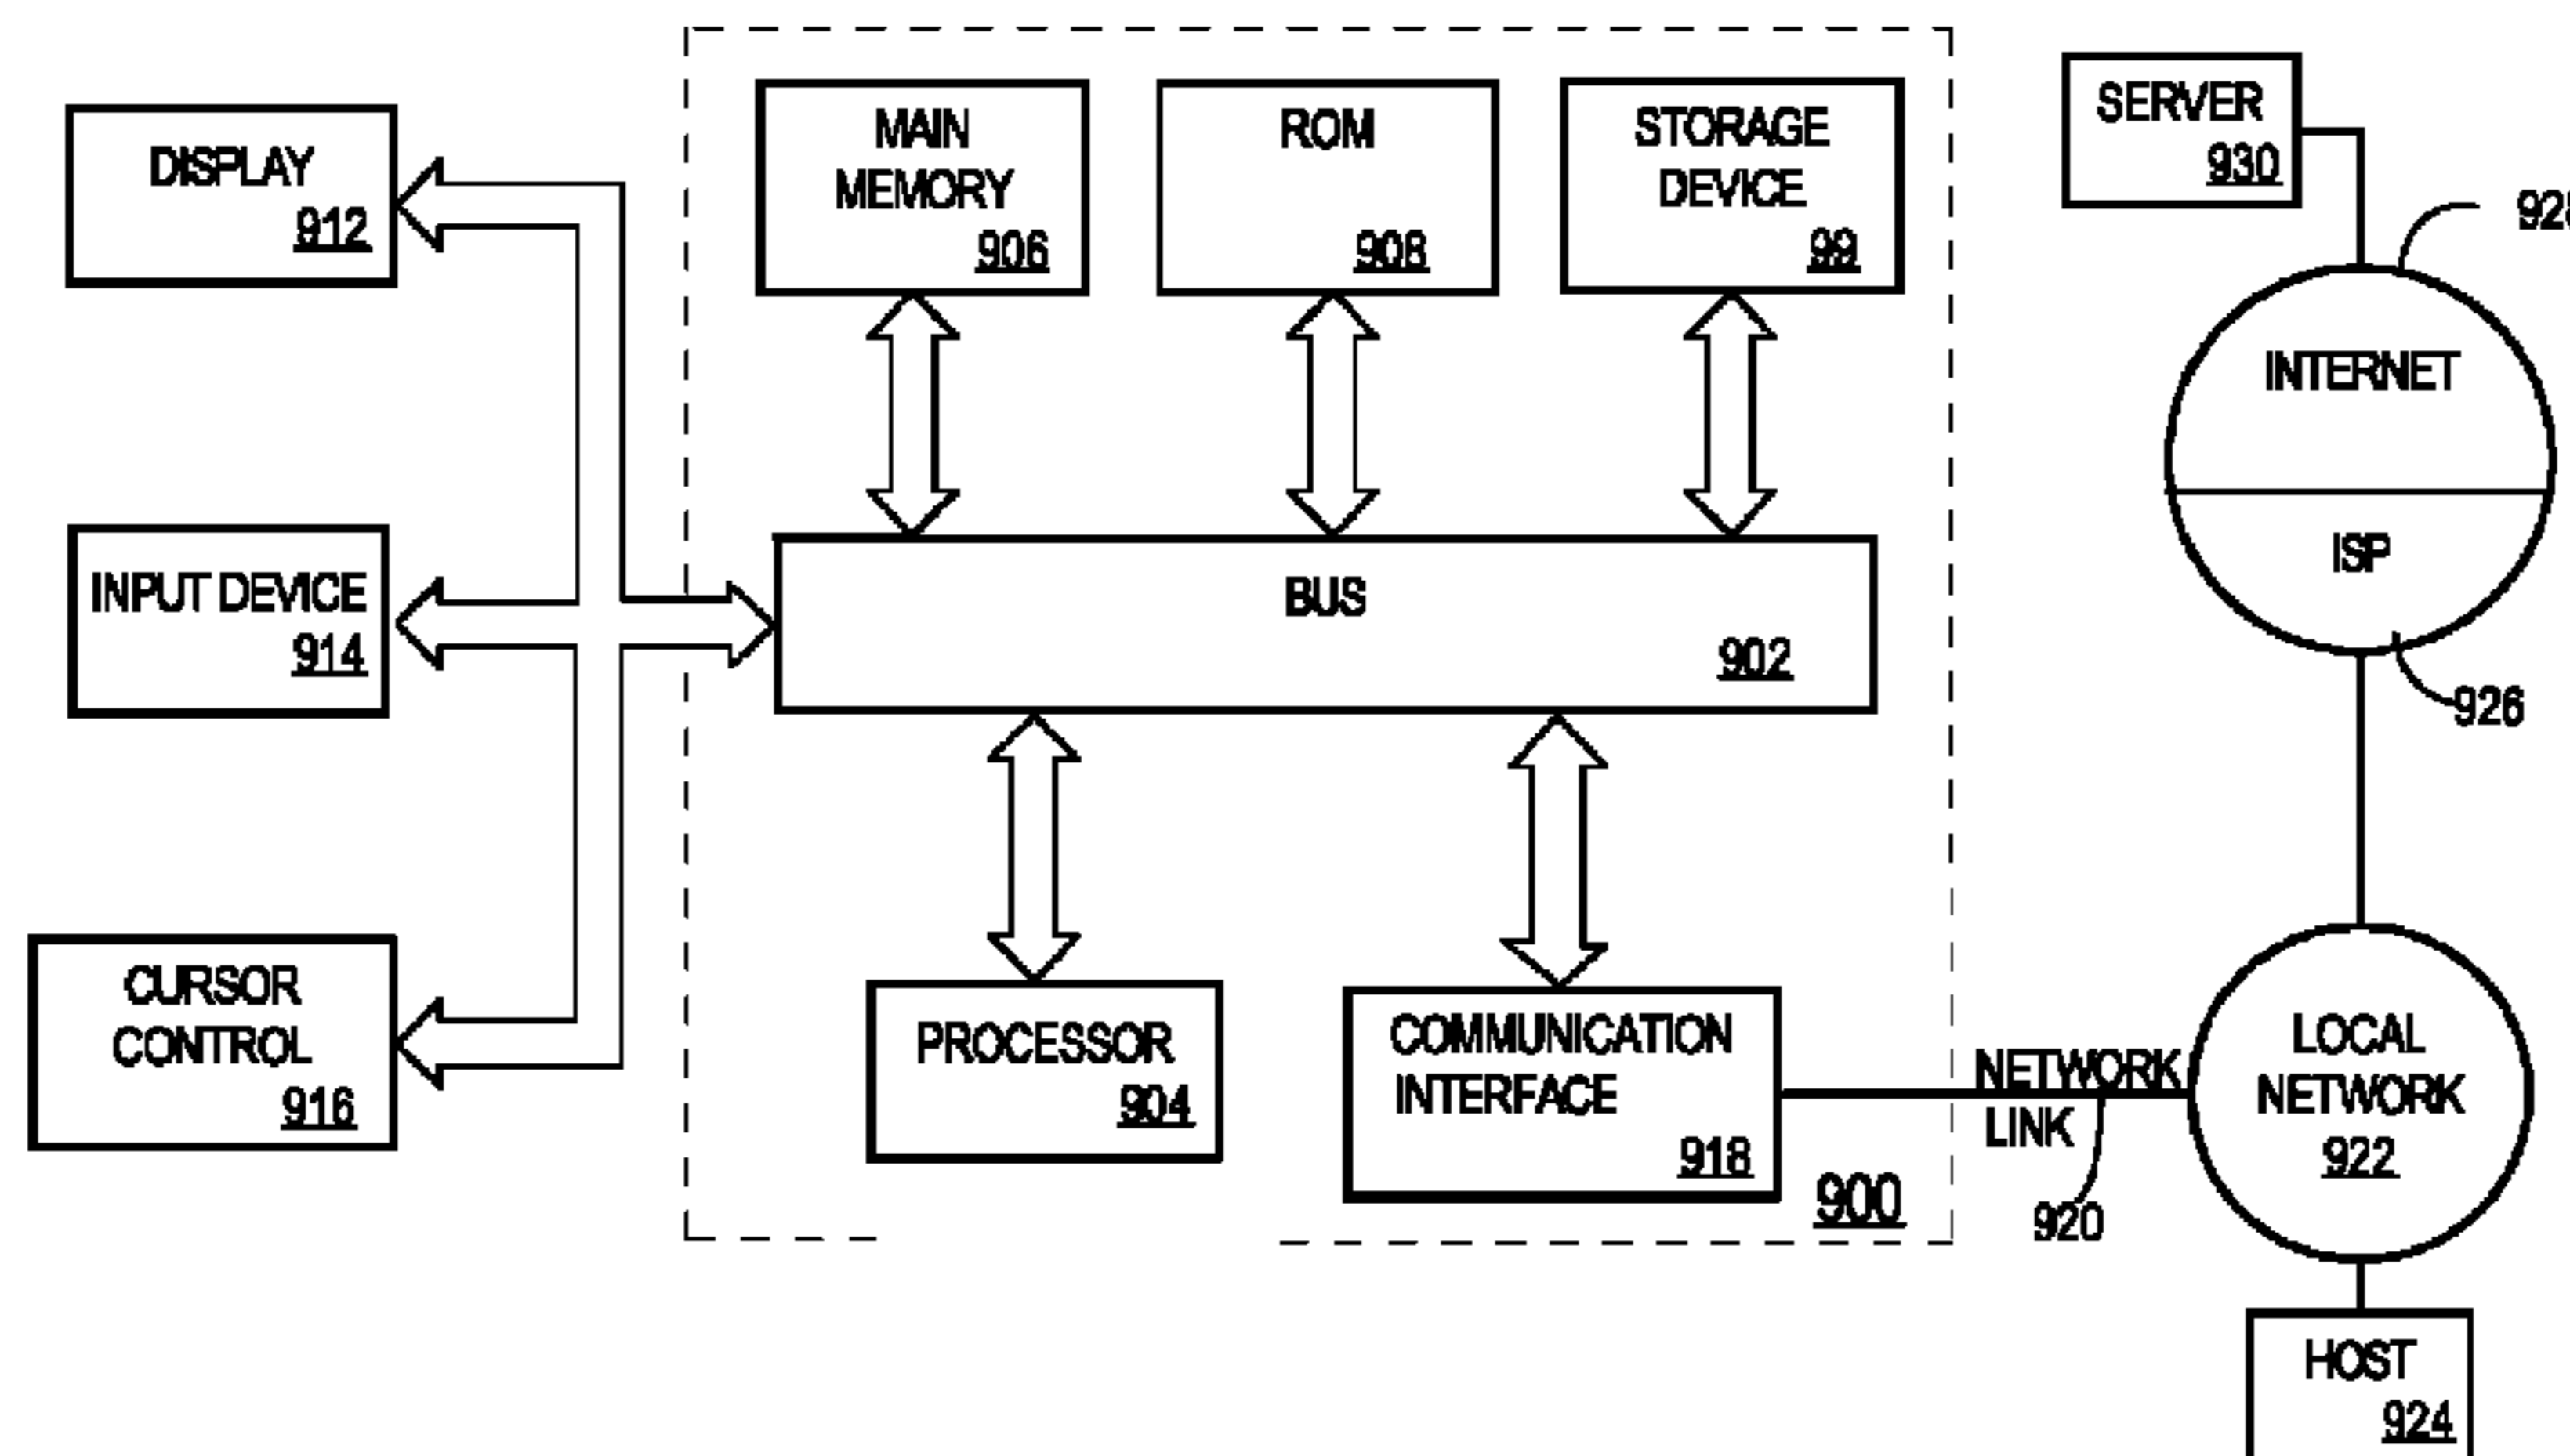 DISPLAY
912
INPUT DEVICE
914
CURSOR
CONTROL
916
MAIN
MEMORY
906
ROM
908
STORAGE
DEVICE
99
BUS
902
PROCESSOR
904
COMMUNICATION
INTERFACE
918
900
SERVER
930
INTERNET
ISP
926
NETWORK
LINK
920
LOCAL
NETWORK
922
HOST
924